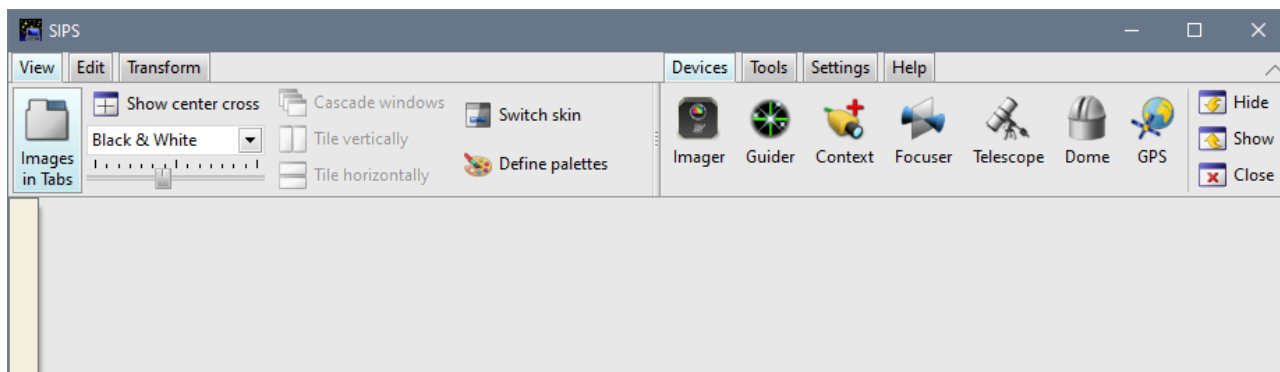 SIPS
View Edit Transform Devices Tools Settings Help
Images in Tabs
Show center cross
Black & White
Cascade windows
Tile vertically
Tile horizontally
Switch skin
Define palettes
Imager Guider Context Focuser Telescope Dome GPS
Hide
Show
Close